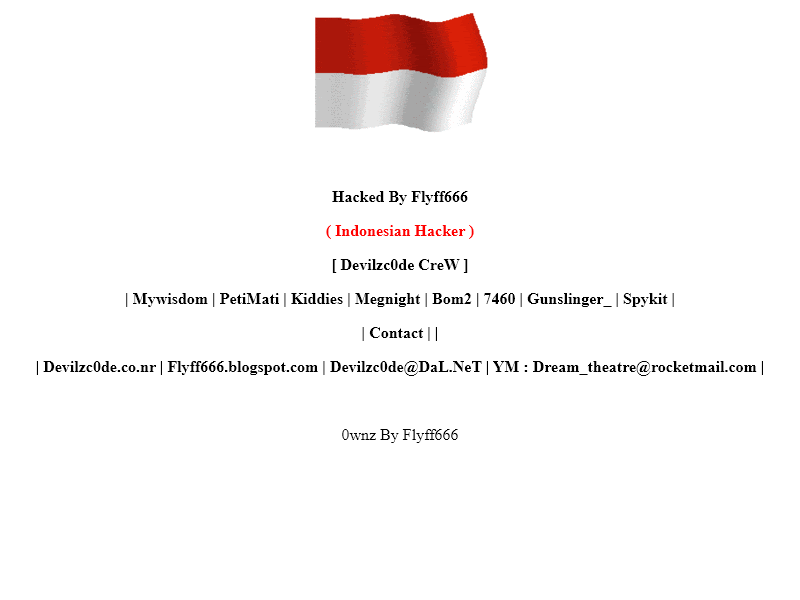 Hacked By Flyff666
( Indonesian Hacker )
[ Devilzc0de CreW ]
| Mywisdom | PetiMati | Kiddies | Megnight | Bom2 | 7460 | Gunslinger_ | Spykit |
| Contact | |
| Devilzc0de.co.nr | Flyff666.blogspot.com | Devilzc0de@DaL.NeT | YM : Dream_theatre@rocketmail.com |
0wnz By Flyff666